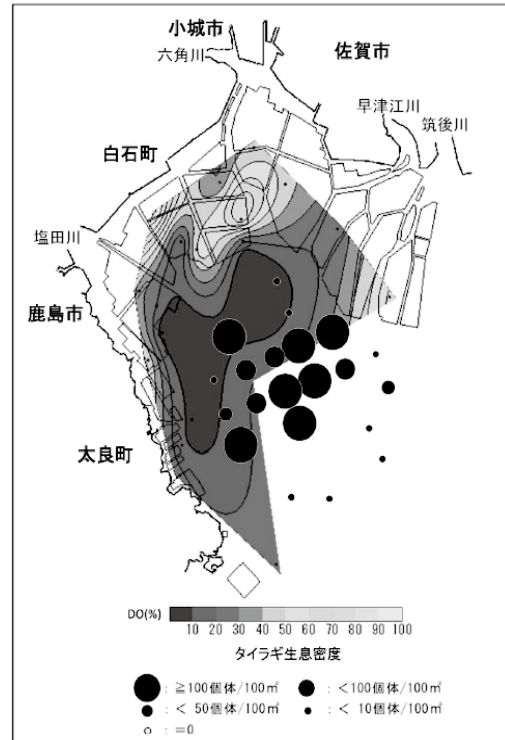 小城市
佐賀市
六角川
早津江川
筑後川
白石町
塩田川
鹿島市
太良町
DO(%)
10 20 30 40 50 60 70 80 90 100
タイラギ生息密度
: ≧100個体/100㎡ : <100個体/100㎡
: < 50個体/100㎡ : < 10個体/100㎡
: =0